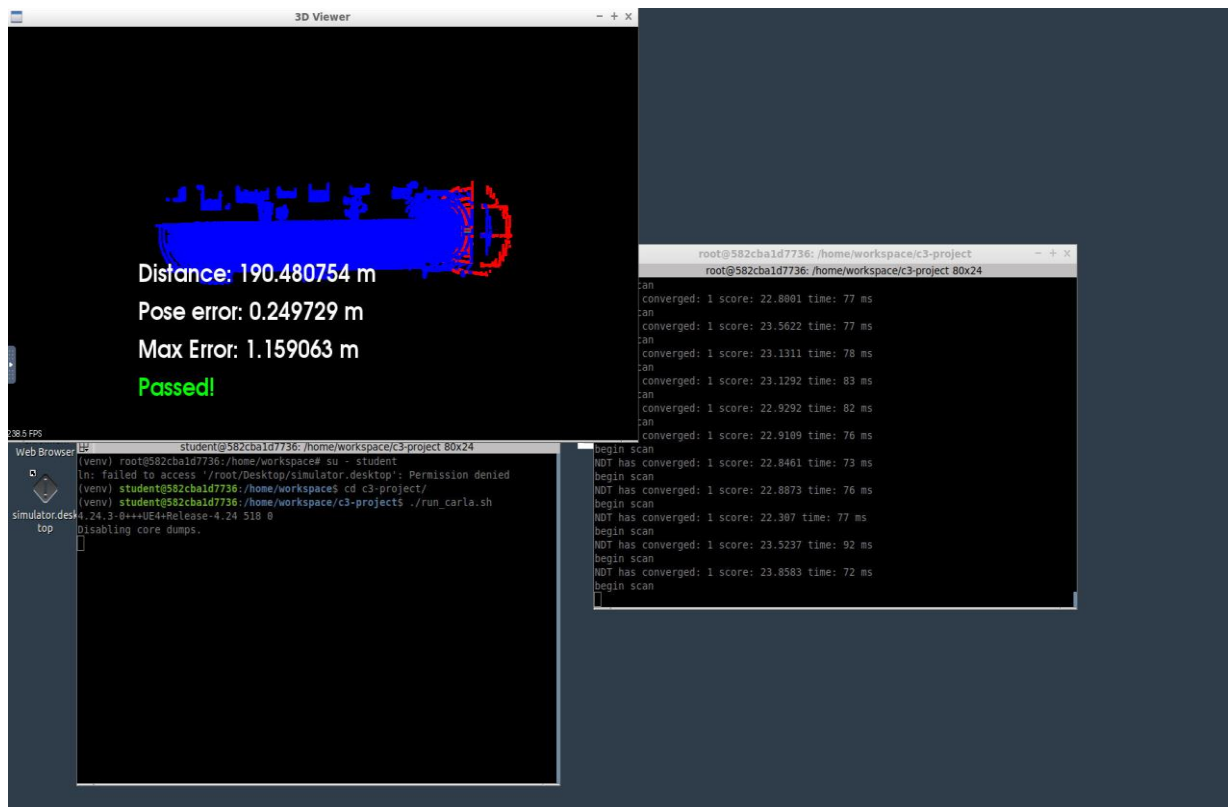 3D Viewer
- + x
Distance: 190.480754 m
Pose error: 0.249729 m
Max Error: 1.159063 m
Passed!
238.5 FPS
Web Browser
simulator.desk
top
student@582cba1d7736: /home/workspace/c3-project 80x24
(venv) root@582cba1d7736:/home/workspace# su - student
ln: failed to access '/root/Desktop/simulator.desktop': Permission denied
(venv) student@582cba1d7736:/home/workspace$ cd c3-project/
(venv) student@582cba1d7736:/home/workspace/c3-project$ ./run_carla.sh
4.24.3-0+++UE4+Release-4.24 518 0
Disabling core dumps.
root@582cba1d7736: /home/workspace/c3-project
- + x
root@582cba1d7736: /home/workspace/c3-project 80x24
can
converged: 1 score: 22.8001 time: 77 ms
can
converged: 1 score: 23.5622 time: 77 ms
can
converged: 1 score: 23.1311 time: 78 ms
can
converged: 1 score: 23.1292 time: 83 ms
can
converged: 1 score: 22.9292 time: 82 ms
can
converged: 1 score: 22.9109 time: 76 ms
begin scan
NDT has converged: 1 score: 22.8461 time: 73 ms
begin scan
NDT has converged: 1 score: 22.8873 time: 76 ms
begin scan
NDT has converged: 1 score: 22.307 time: 77 ms
begin scan
NDT has converged: 1 score: 23.5237 time: 92 ms
begin scan
NDT has converged: 1 score: 23.8583 time: 72 ms
begin scan